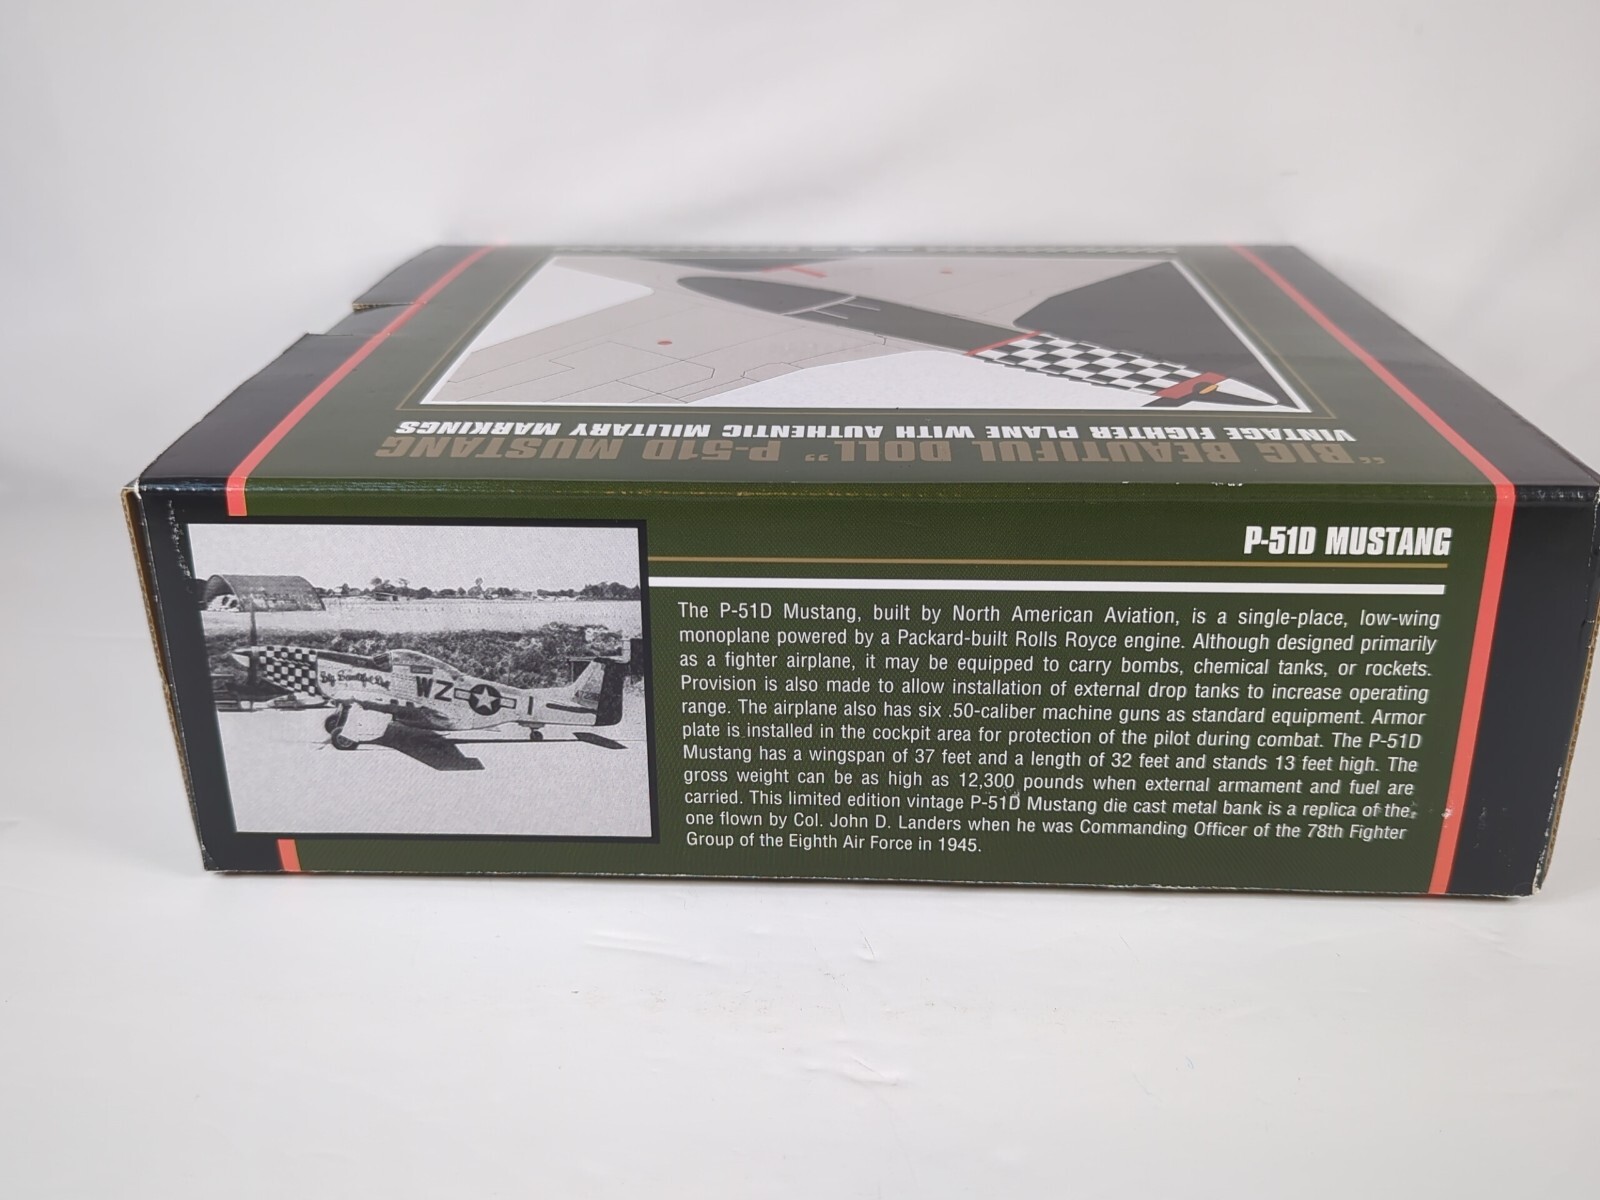 "BIG BEAUTIFUL DOLL" P-51D MUSTANG
VINTAGE FIGHTER PLANE WITH AUTHENTIC MILITARY MARKINGS
P-51D MUSTANG
The P-51D Mustang, built by North American Aviation, is a single-place, low-wing
monoplane powered by a Packard-built Rolls Royce engine. Although designed primarily
as a fighter airplane, it may be equipped to carry bombs, chemical tanks, or rockets.
Provision is also made to allow installation of external drop tanks to increase operating
range. The airplane also has six .50-caliber machine guns as standard equipment. Armor
plate is installed in the cockpit area for protection of the pilot during combat. The P-51D
Mustang has a wingspan of 37 feet and a length of 32 feet and stands 13 feet high. The
gross weight can be as high as 12,300 pounds when external armament and fuel are
carried. This limited edition vintage P-51D Mustang die cast metal bank is a replica of the
one flown by Col. John D. Landers when he was Commanding Officer of the 78th Fighter
Group of the Eighth Air Force in 1945.
Big Beautiful Doll
WZ I